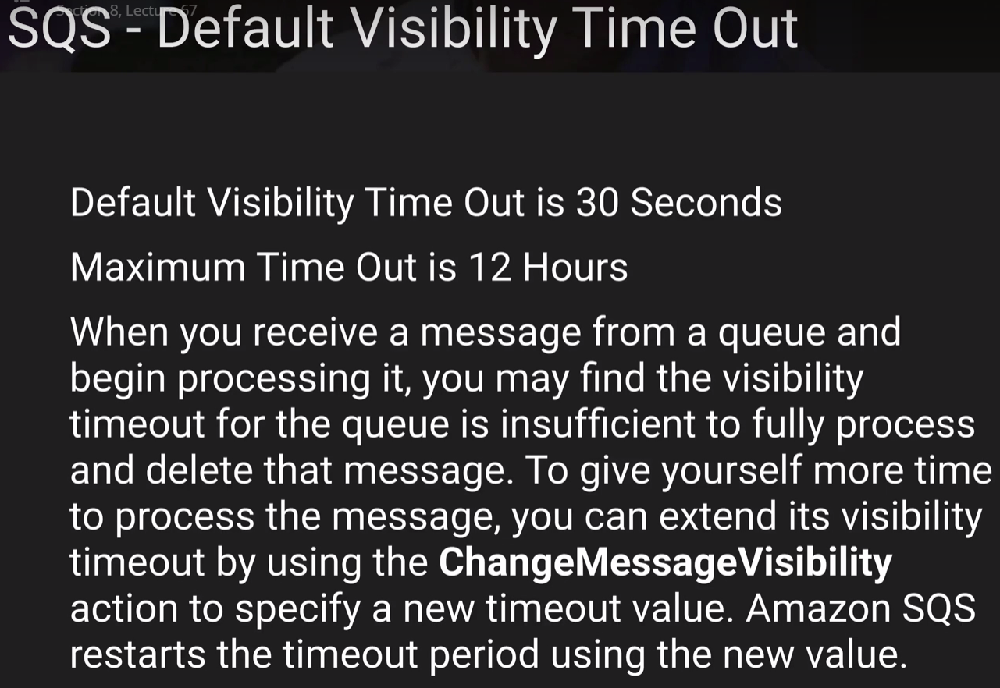 Section 8, Lecture 67
SQS - Default Visibility Time Out
Default Visibility Time Out is 30 Seconds
Maximum Time Out is 12 Hours
When you receive a message from a queue and
begin processing it, you may find the visibility
timeout for the queue is insufficient to fully process
and delete that message. To give yourself more time
to process the message, you can extend its visibility
timeout by using the ChangeMessageVisibility
action to specify a new timeout value. Amazon SQS
restarts the timeout period using the new value.